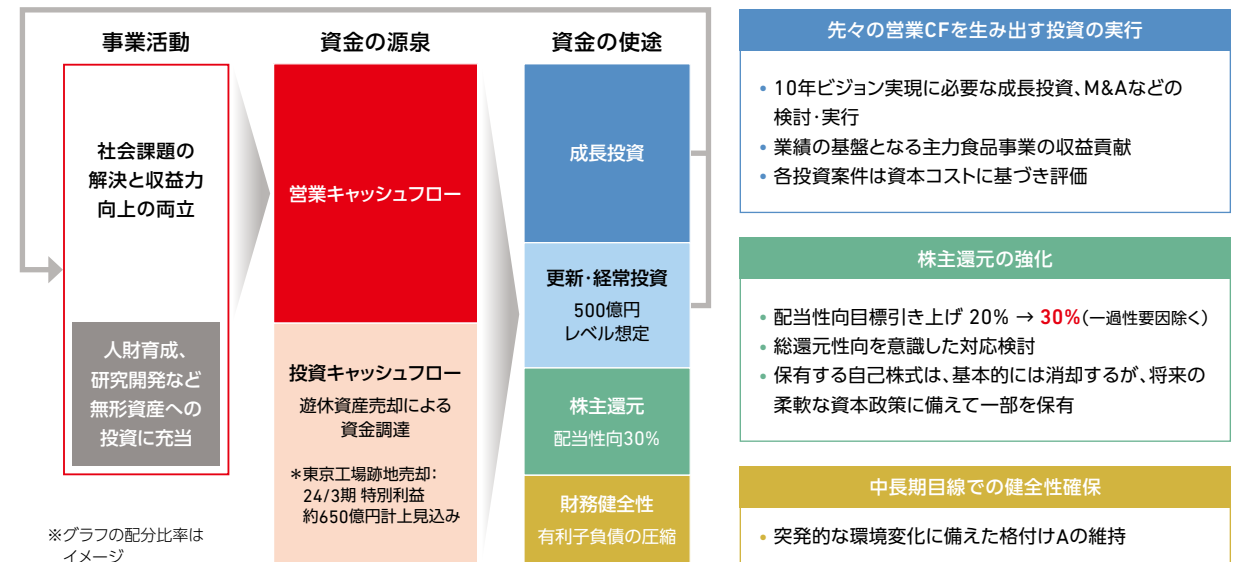 事業活動
社会課題の
解決と収益力
向上の両立
人財育成、
研究開発など
無形資産への
投資に充当
※グラフの配分比率は
イメージ
資金の源泉
営業キャッシュフロー
投資キャッシュフロー
遊休資産売却による
資金調達
＊東京工場跡地売却：
24/3期 特別利益
約650億円計上見込み
資金の使途
成長投資
更新・経常投資
500億円
レベル想定
株主還元
配当性向30%
財務健全性
有利子負債の圧縮
先々の営業CFを生み出す投資の実行
• 10年ビジョン実現に必要な成長投資、M&Aなどの
検討・実行
• 業績の基盤となる主力食品事業の収益貢献
• 各投資案件は資本コストに基づき評価
株主還元の強化
• 配当性向目標引き上げ 20% → 30%（一過性要因除く）
• 総還元性向を意識した対応検討
• 保有する自己株式は、基本的には消却するが、将来の
柔軟な資本政策に備えて一部を保有
中長期目線での健全性確保
• 突発的な環境変化に備えた格付けAの維持